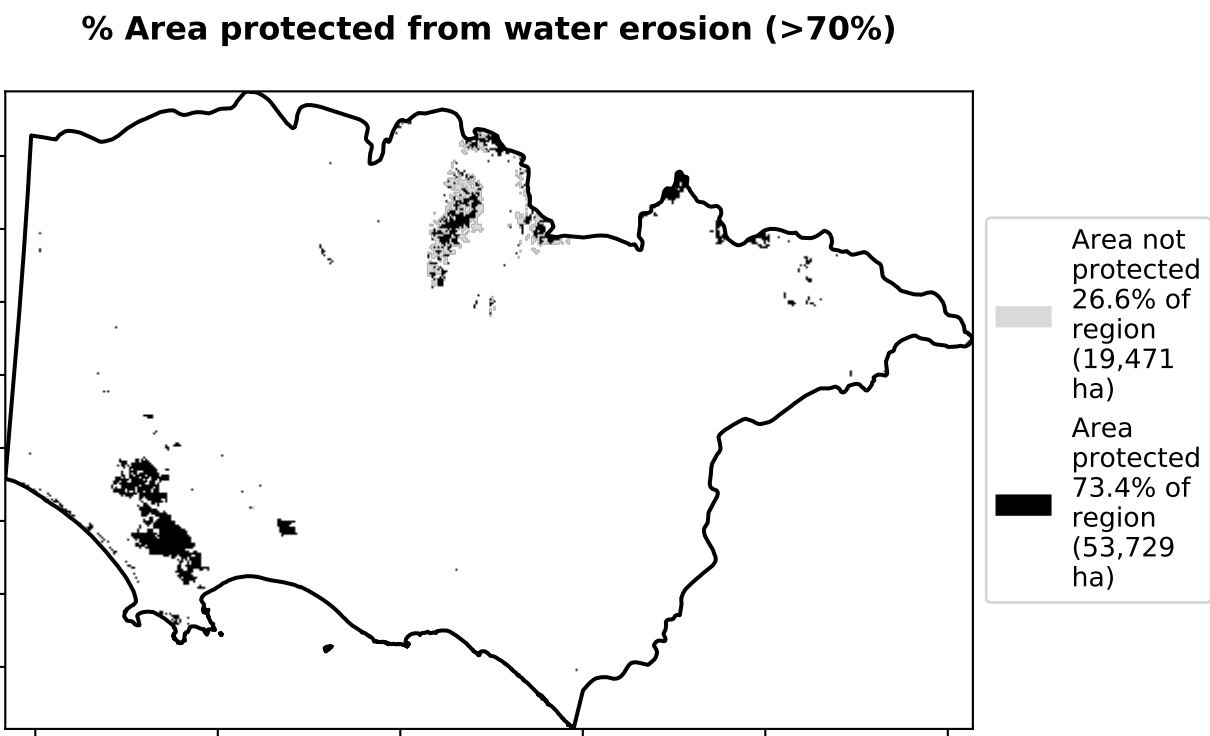 % Area protected from water erosion (>70%)
Area not
protected
26.6% of
region
(19,471
ha)
Area
protected
73.4% of
region
(53,729
ha)